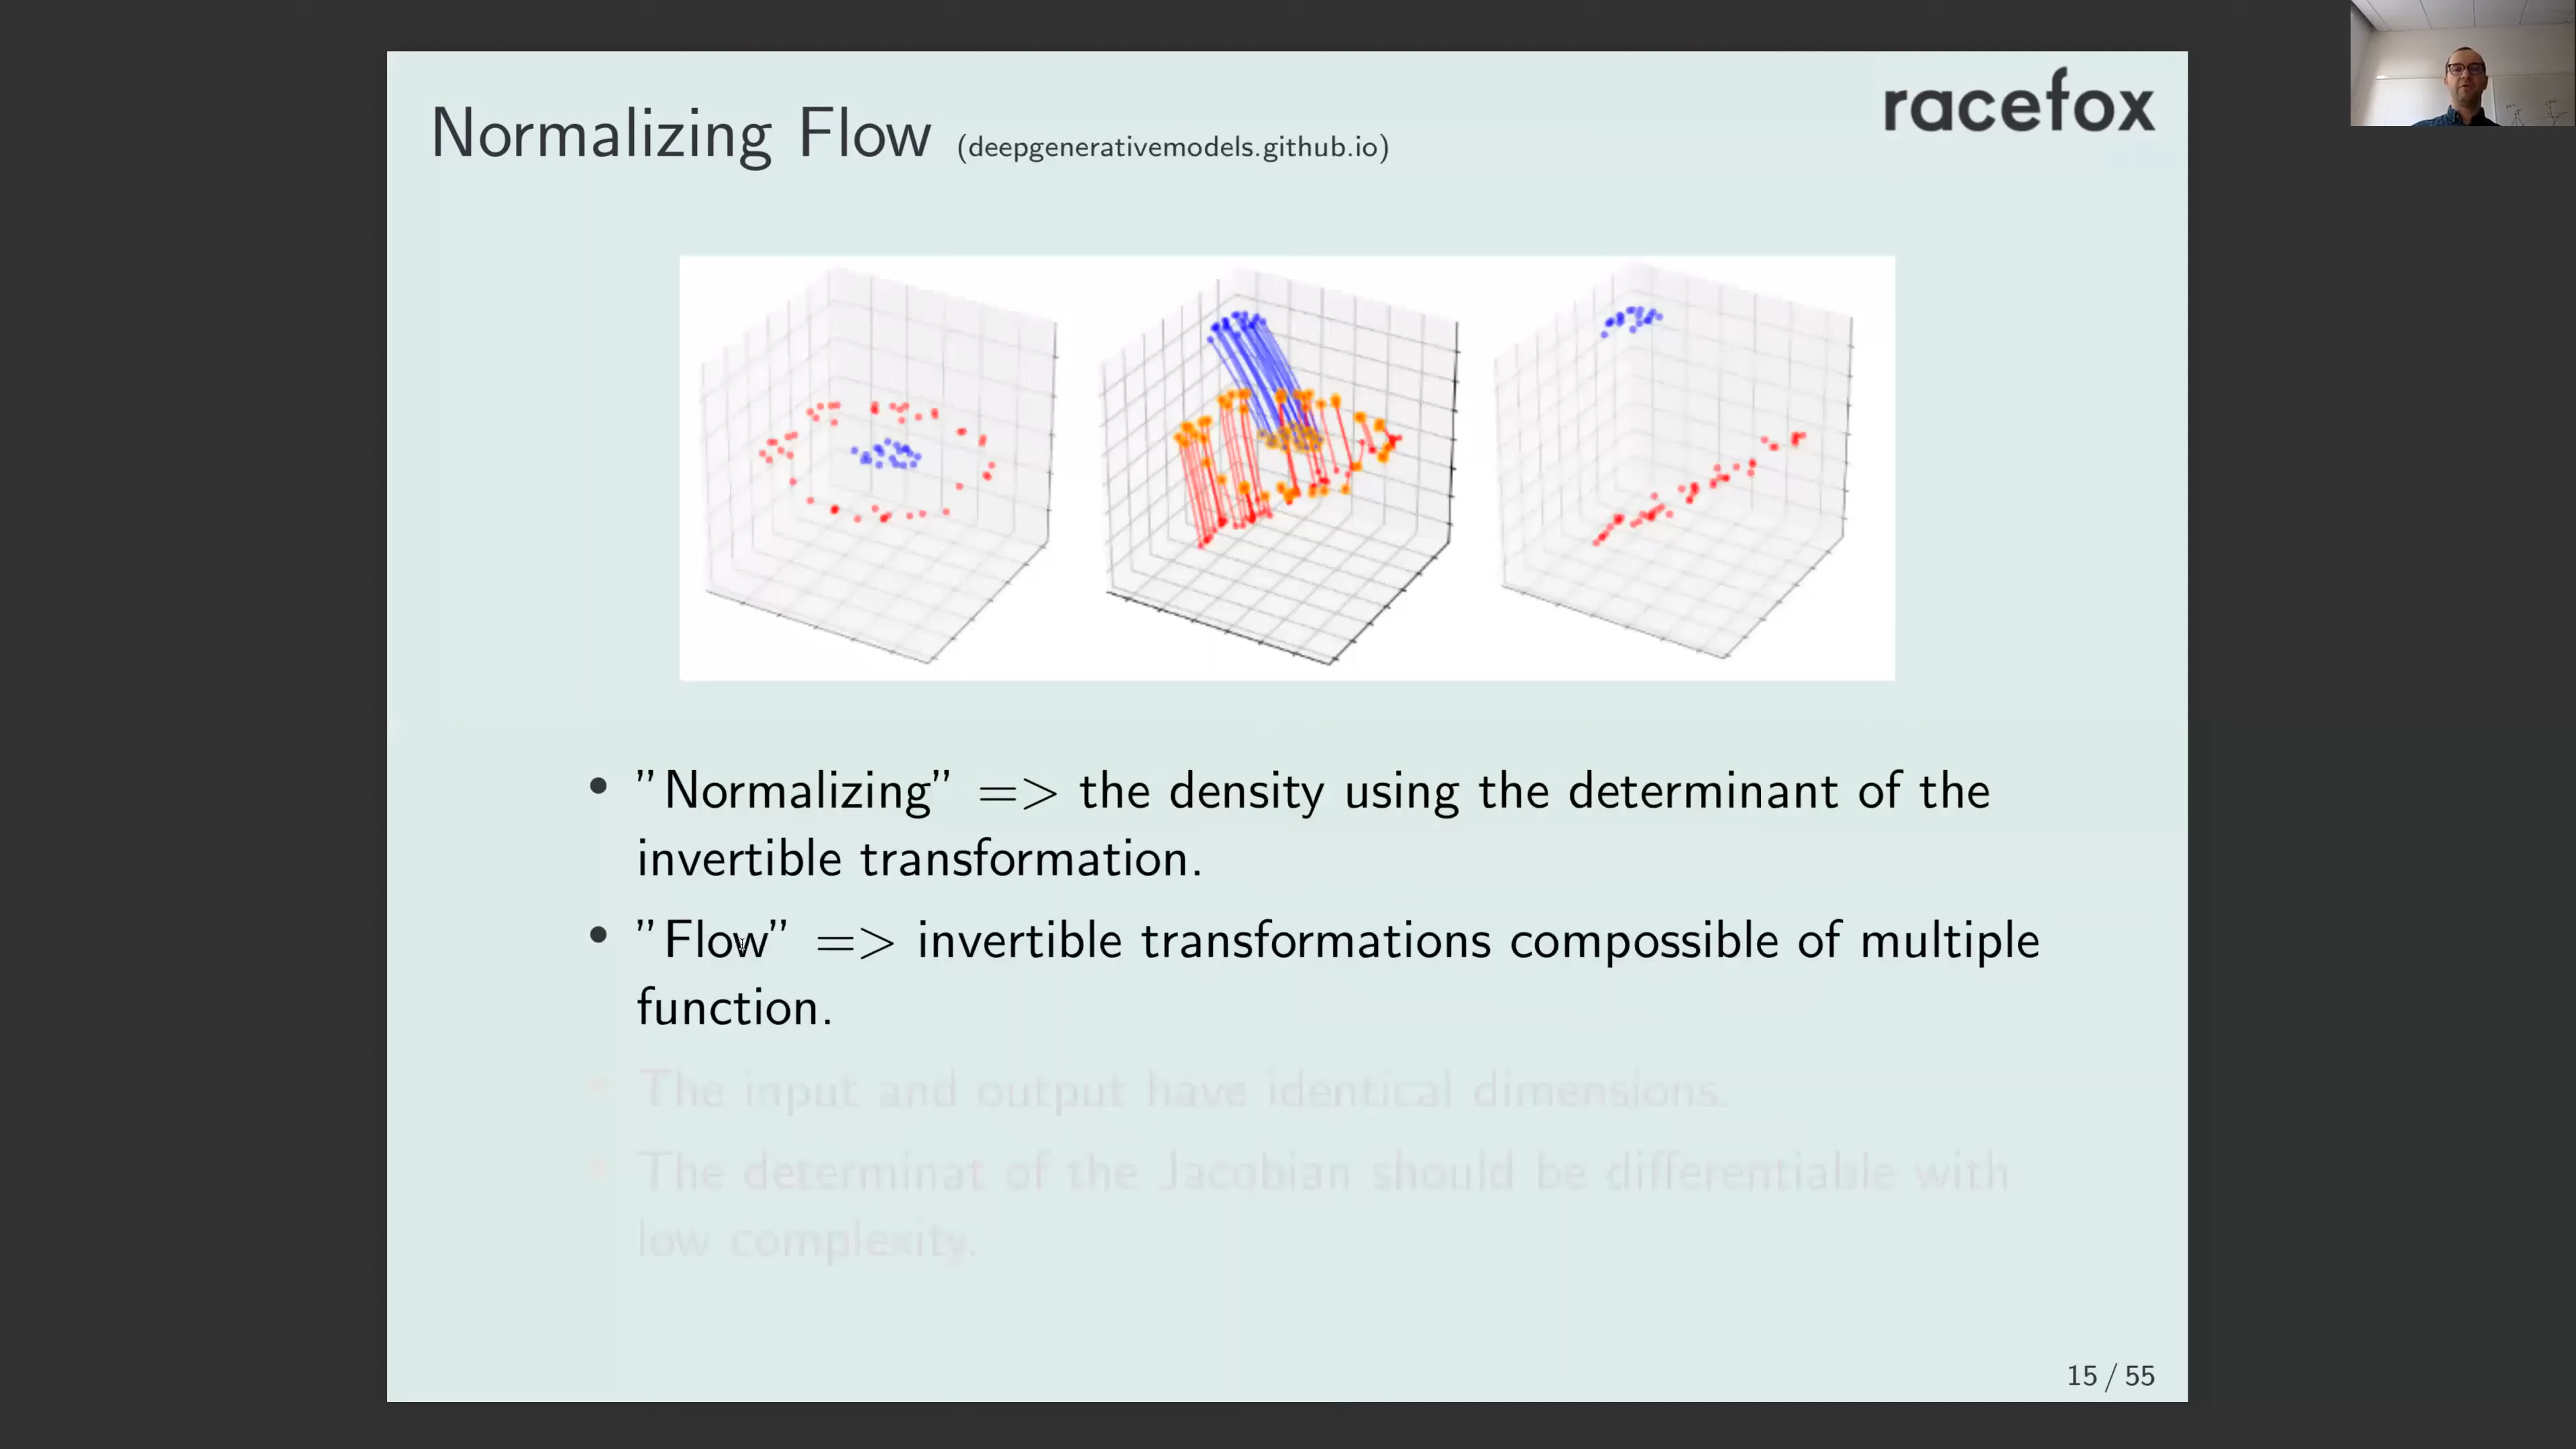 Normalizing Flow (deepgenerativemodels.github.io)
racefox
• "Normalizing" => the density using the determinant of the
invertible transformation.
• "Flow" => invertible transformations compossible of multiple
function.
• The input and output have identical dimensions.
• The determinat of the Jacobian should be differentiable with
low complexity.
15 / 55